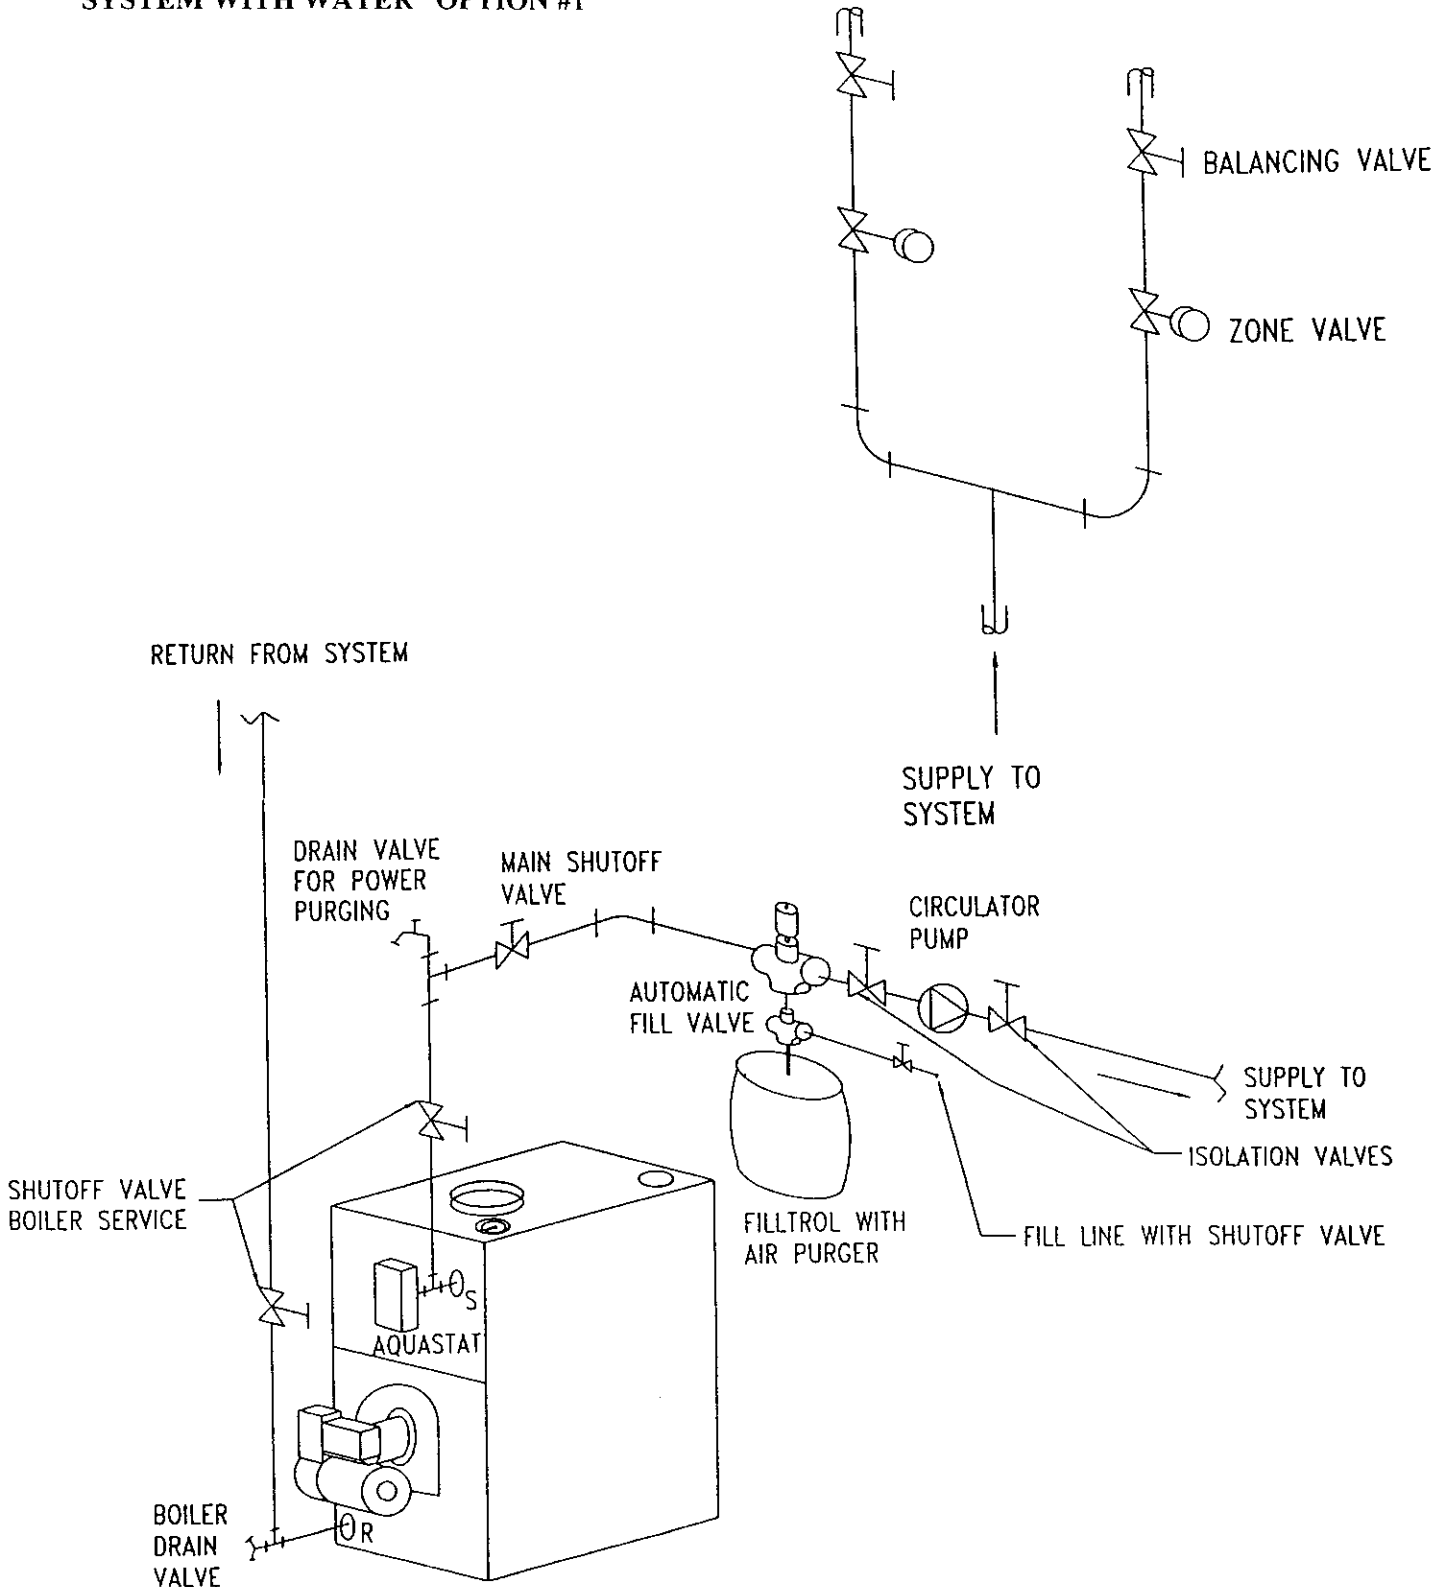 SYSTEM WITH WATER OPTION #1
BALANCING VALVE
ZONE VALVE
SUPPLY TO
SYSTEM
RETURN FROM SYSTEM
DRAIN VALVE
FOR POWER
PURGING
MAIN SHUTOFF
VALVE
CIRCULATOR
PUMP
AUTOMATIC
FILL VALVE
SUPPLY TO
SYSTEM
ISOLATION VALVES
SHUTOFF VALVE
BOILER SERVICE
FILLTROL WITH
AIR PURGER
FILL LINE WITH SHUTOFF VALVE
S
AQUASTAT
R
BOILER
DRAIN
VALVE